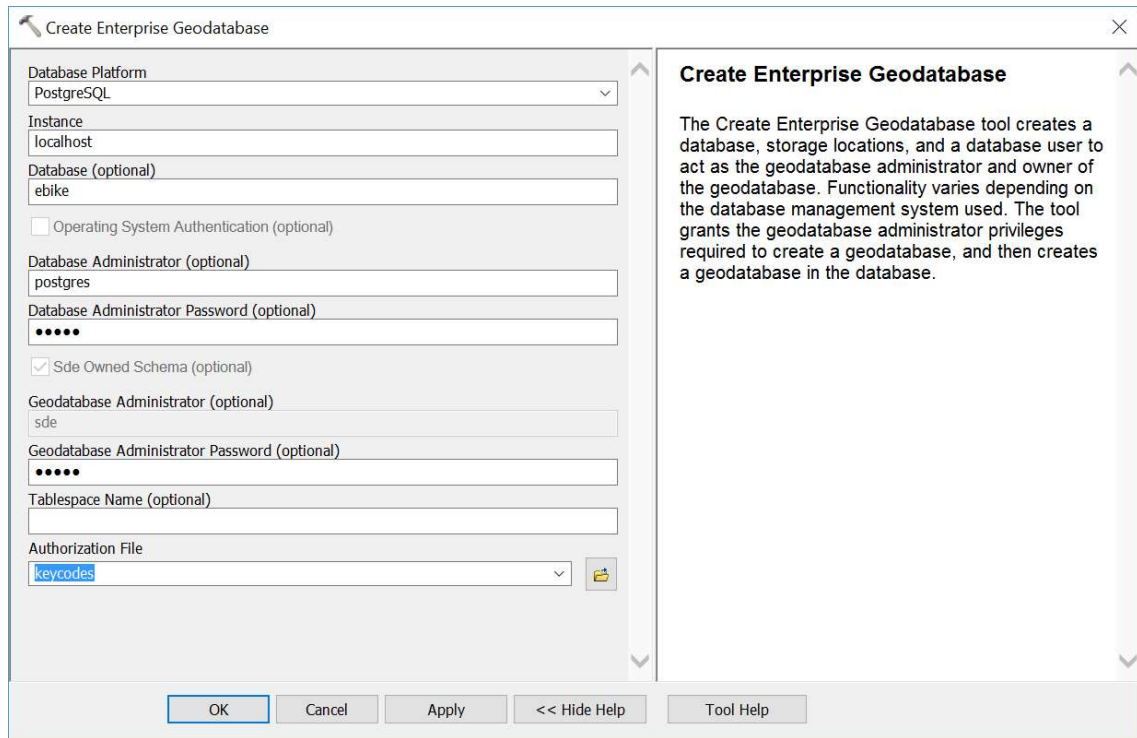 Create Enterprise Geodatabase
Database Platform
PostgreSQL
Instance
localhost
Database (optional)
ebike
Operating System Authentication (optional)
Database Administrator (optional)
postgres
Database Administrator Password (optional)
●●●●●
Sde Owned Schema (optional)
Geodatabase Administrator (optional)
sde
Geodatabase Administrator Password (optional)
●●●●●
Tablespace Name (optional)
Authorization File
keycodes
OK
Cancel
Apply
<< Hide Help
Tool Help
Create Enterprise Geodatabase
The Create Enterprise Geodatabase tool creates a
database, storage locations, and a database user to
act as the geodatabase administrator and owner of
the geodatabase. Functionality varies depending on
the database management system used. The tool
grants the geodatabase administrator privileges
required to create a geodatabase, and then creates
a geodatabase in the database.